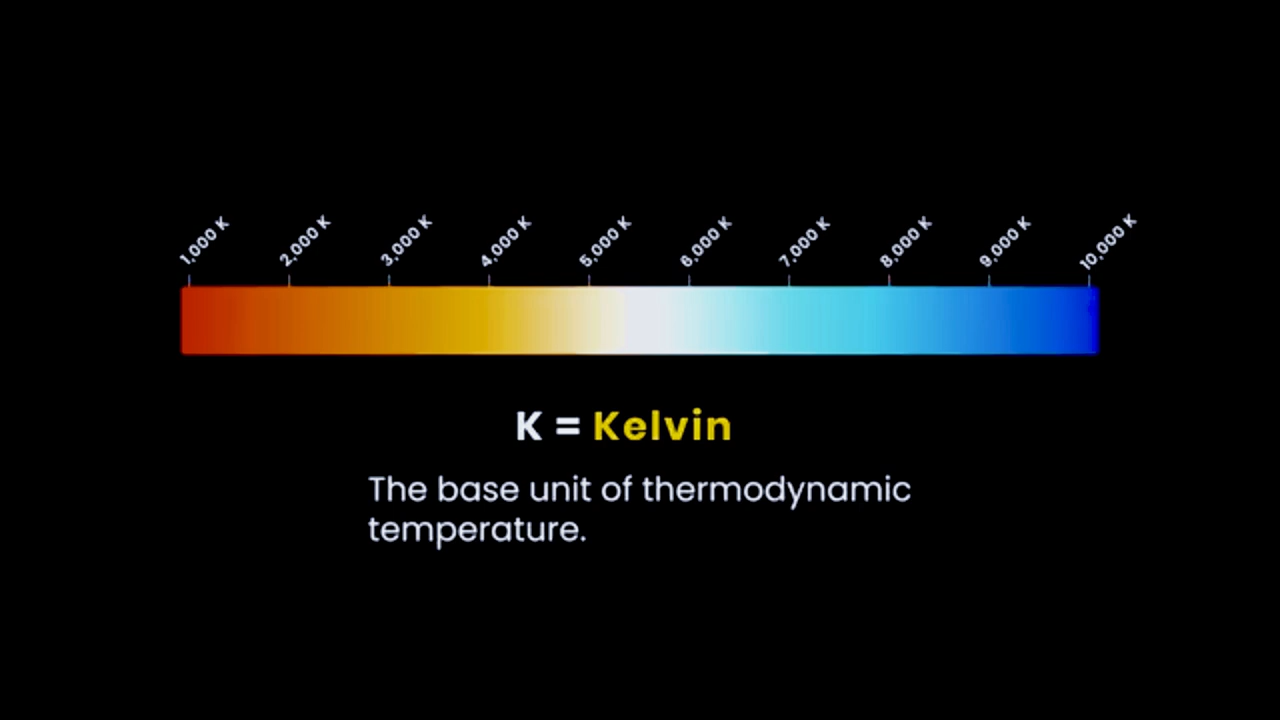 1,000 K
2,000 K
3,000 K
4,000 K
5,000 K
6,000 K
7,000 K
8,000 K
9,000 K
10,000 K
K = Kelvin
The base unit of thermodynamic
temperature.